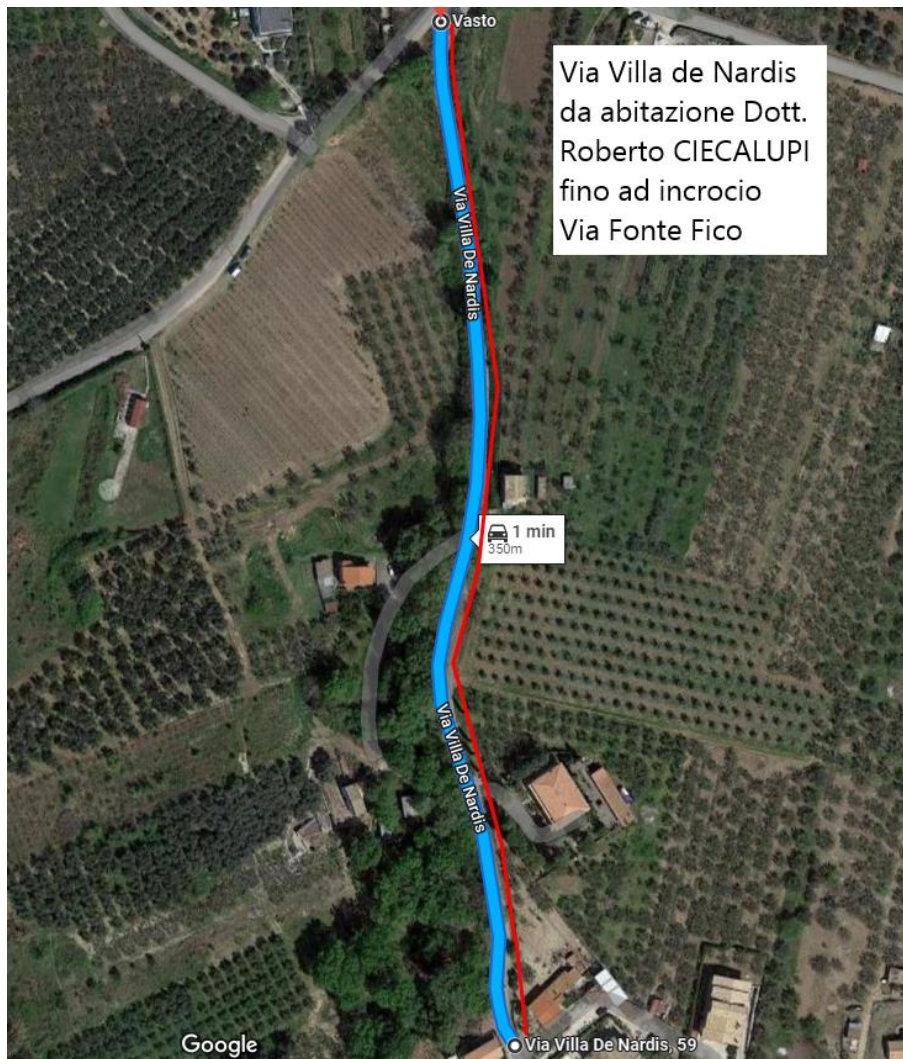 Vasto
Via Villa de Nardis
da abitazione Dott.
Roberto CIECALUPI
fino ad incrocio
Via Fonte Fico
Via Villa De Nardis
1 min
350m
Via Villa De Nardis
Google
Via Villa De Nardis, 59